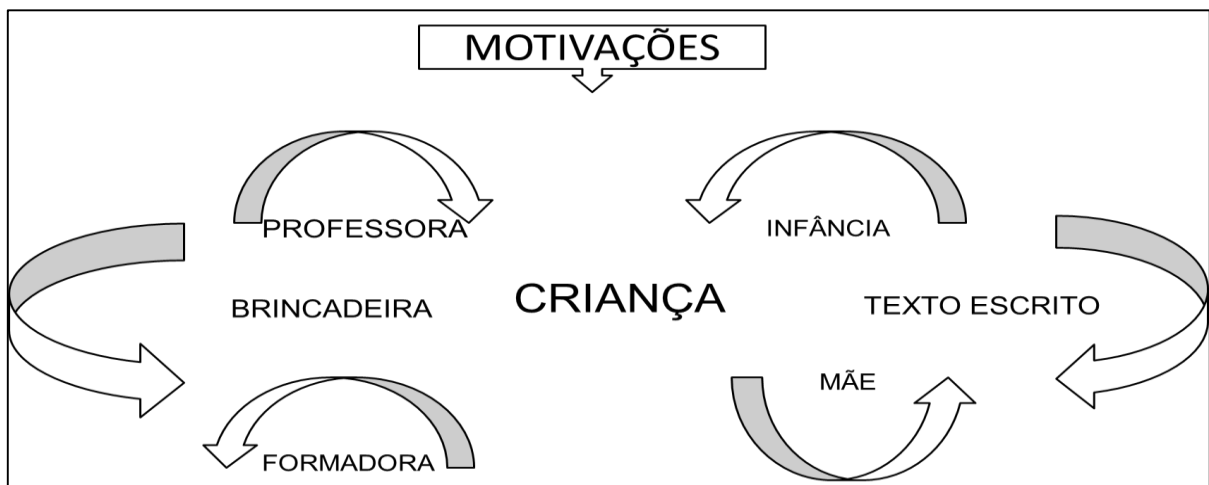 MOTIVAÇÕES
PROFESSORA
INFÂNCIA
BRINCADEIRA
CRIANÇA
TEXTO ESCRITO
MÃE
FORMADORA